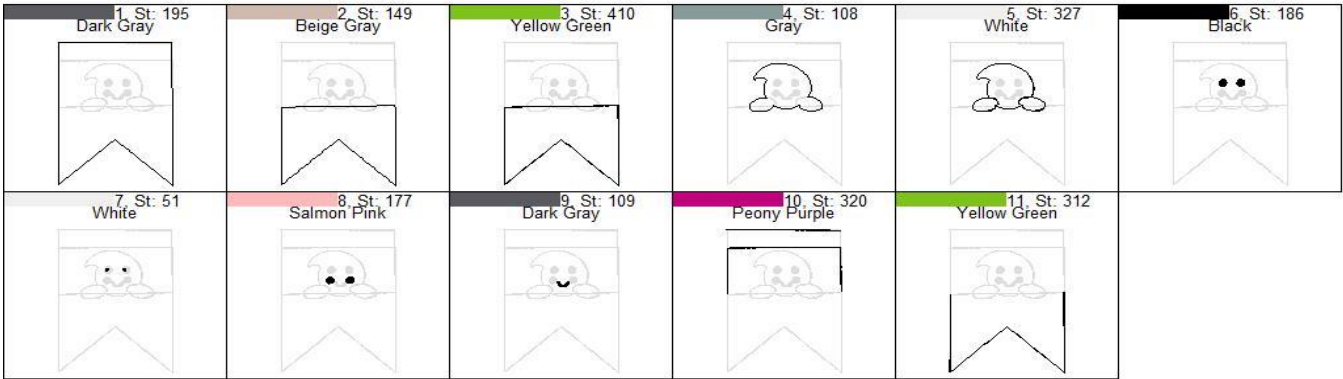 1, St: 195
Dark Gray
2, St: 149
Beige Gray
3, St: 410
Yellow Green
4, St: 108
Gray
5, St: 327
White
6, St: 186
Black
7, St: 51
White
8, St: 177
Salmon Pink
9, St: 109
Dark Gray
10, St: 320
Peony Purple
11, St: 312
Yellow Green